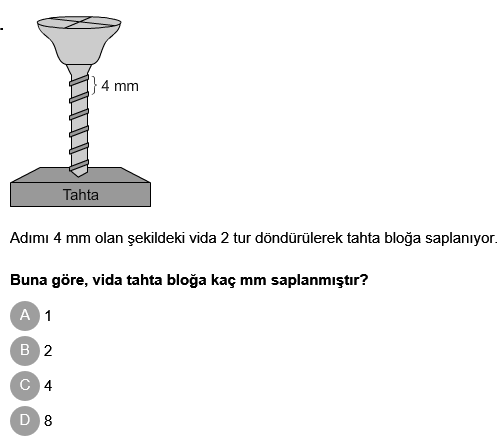 4 mm
Tahta
Adımı 4 mm olan şekildeki vida 2 tur döndürülerek tahta bloğa saplanıyor.
Buna göre, vida tahta bloğa kaç mm saplanmıştır?
A) 1
B) 2
C) 4
D) 8